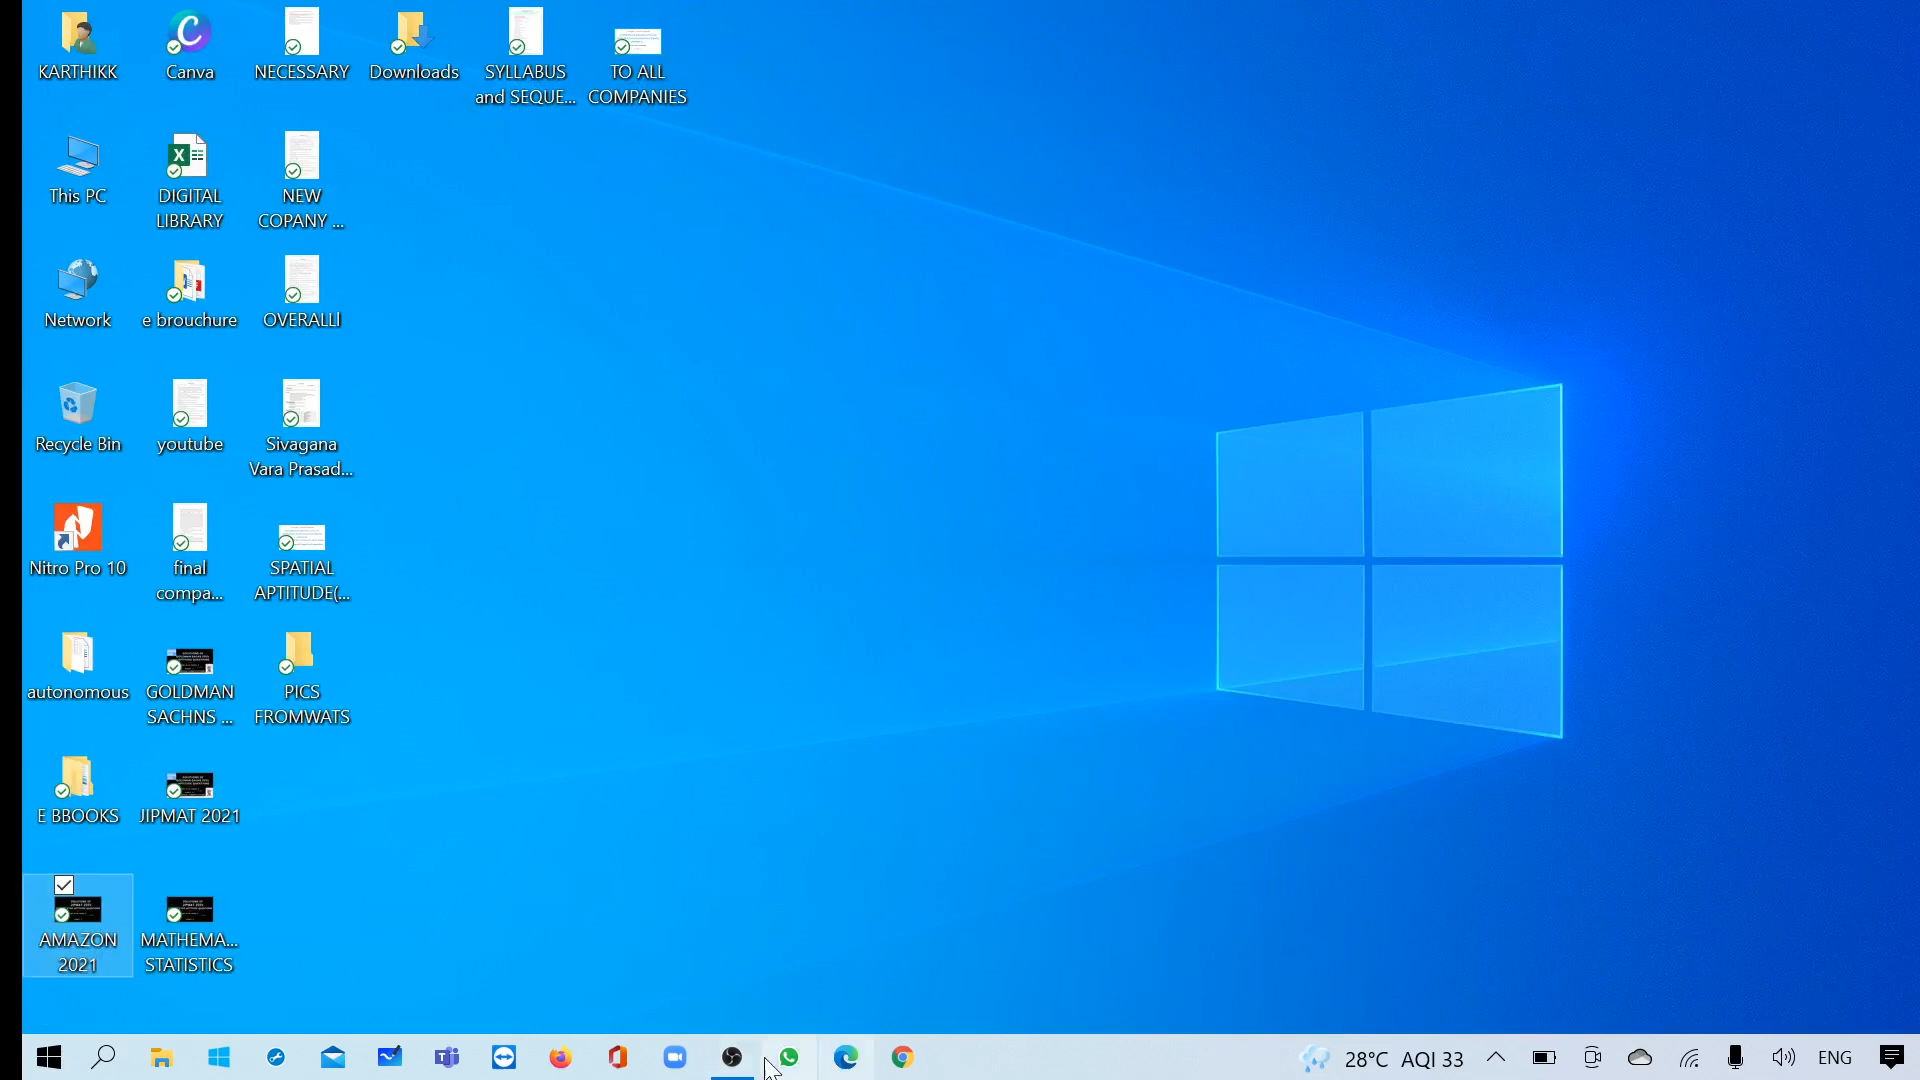 KARTHIKK
Canva
NECESSARY
Downloads
SYLLABUS
and SEQUE...
TO ALL
COMPANIES
This PC
DIGITAL
LIBRARY
NEW
COPANY ...
Network
e brouchure
OVERALLl
Recycle Bin
youtube
Sivagana
Vara Prasad...
Nitro Pro 10
final
compa...
SPATIAL
APTITUDE(...
autonomous
GOLDMAN
SACHNS ...
PICS
FROMWATS
E BBOOKS
JIPMAT 2021
AMAZON
2021
MATHEMA...
STATISTICS
28°C AQI 33
ENG